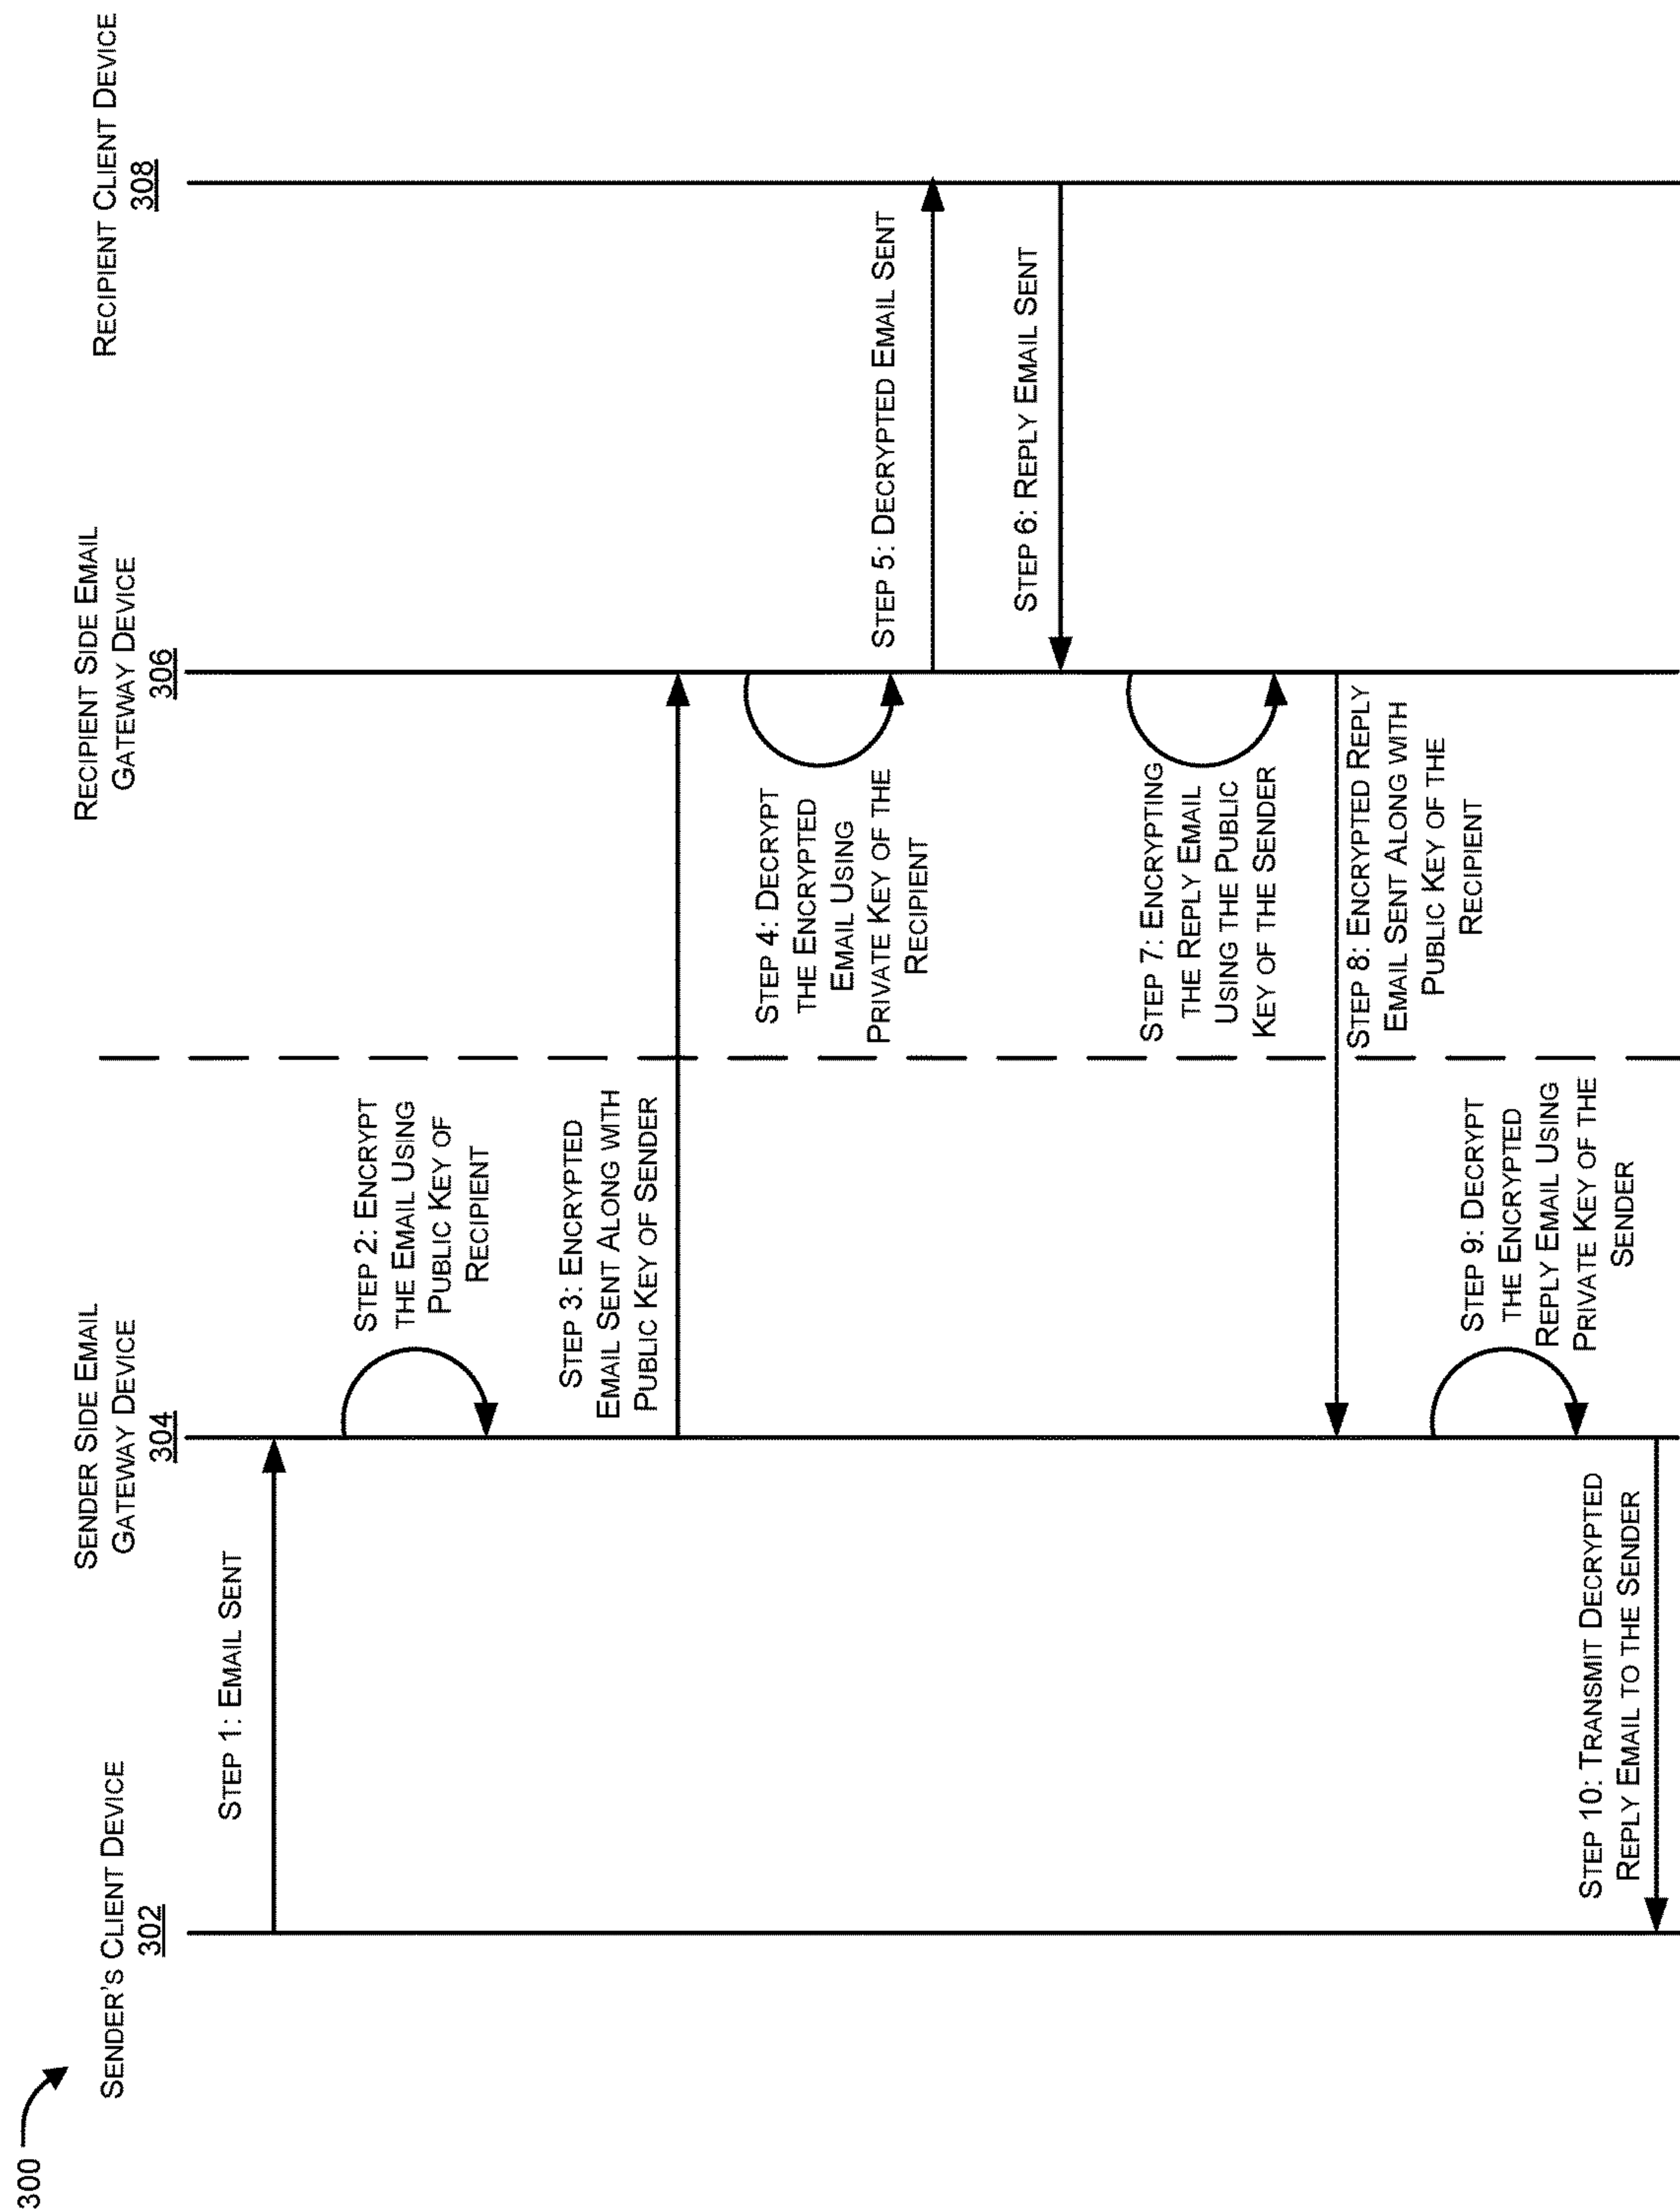 300
SENDER'S CLIENT DEVICE
302
SENDER SIDE EMAIL
GATEWAY DEVICE
304
RECIPIENT SIDE EMAIL
GATEWAY DEVICE
306
RECIPIENT CLIENT DEVICE
308
STEP 1: EMAIL SENT
STEP 2: ENCRYPT
THE EMAIL USING
PUBLIC KEY OF
RECIPIENT
STEP 3: ENCRYPTED
EMAIL SENT ALONG WITH
PUBLIC KEY OF SENDER
STEP 4: DECRYPT
THE ENCRYPTED
EMAIL USING
PRIVATE KEY OF THE
RECIPIENT
STEP 5: DECRYPTED EMAIL SENT
STEP 6: REPLY EMAIL SENT
STEP 7: ENCRYPTING
THE REPLY EMAIL
USING THE PUBLIC
KEY OF THE SENDER
STEP 8: ENCRYPTED REPLY
EMAIL SENT ALONG WITH
PUBLIC KEY OF THE
RECIPIENT
STEP 9: DECRYPT
THE ENCRYPTED
REPLY EMAIL USING
PRIVATE KEY OF THE
SENDER
STEP 10: TRANSMIT DECRYPTED
REPLY EMAIL TO THE SENDER